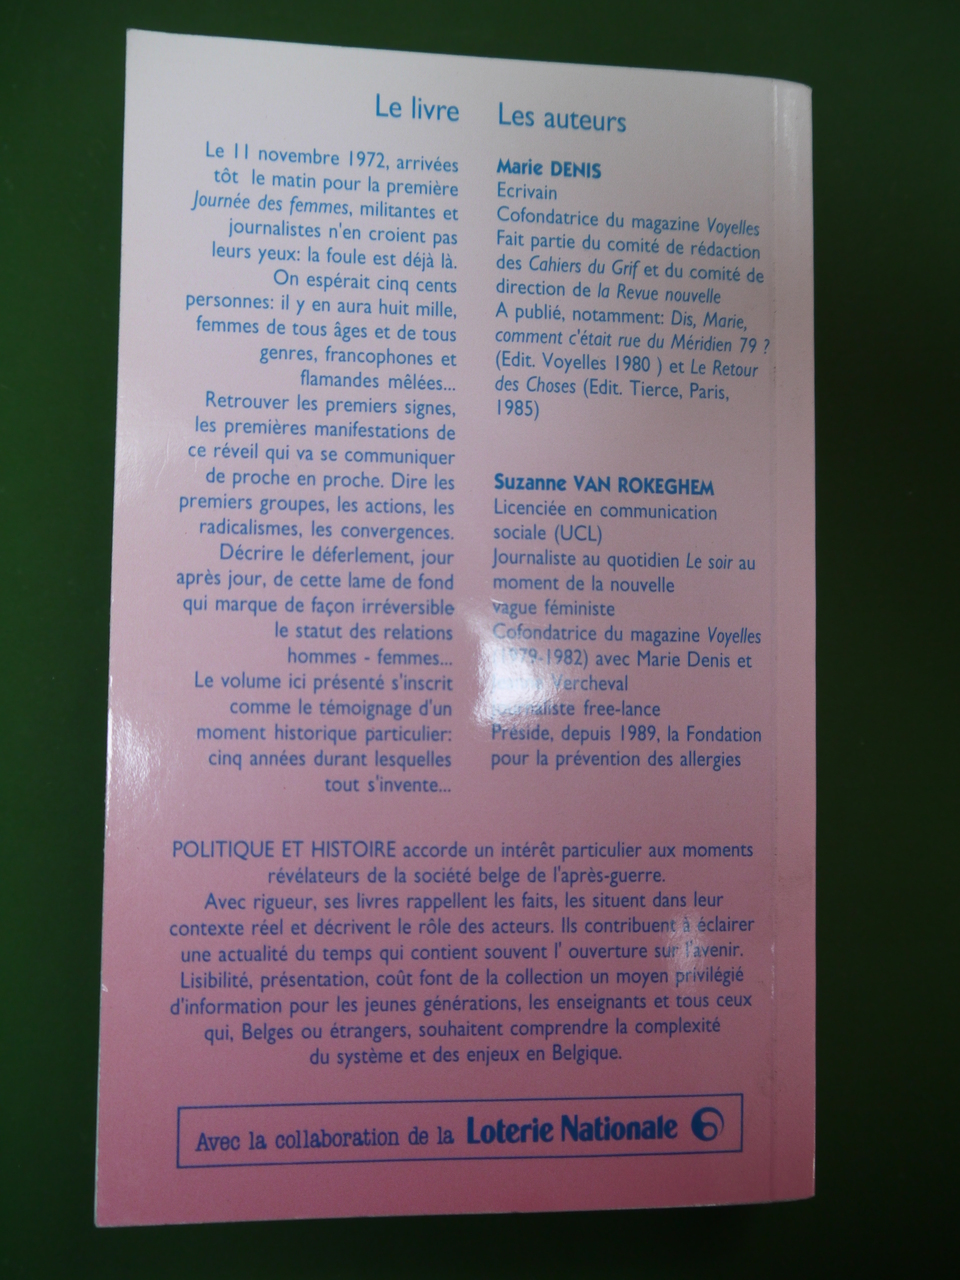 Le livre
Le 11 novembre 1972, arrivées
tôt le matin pour la première
Journée des femmes, militantes et
journalistes n'en croient pas
leurs yeux: la foule est déjà là.
On espérait cinq cents
personnes: il y en aura huit mille,
femmes de tous âges et de tous
genres, francophones et
flamandes mêlées...
Retrouver les premiers signes,
les premières manifestations de
ce réveil qui va se communiquer
de proche en proche. Dire les
premiers groupes, les actions, les
radicalismes, les convergences.
Décrire le déferlement, jour
après jour, de cette lame de fond
qui marque de façon irréversible
le statut des relations
hommes - femmes...
Le volume ici présenté s'inscrit
comme le témoignage d'un
moment historique particulier:
cinq années durant lesquelles
tout s'invente...
Les auteurs
Marie DENIS
Ecrivain
Cofondatrice du magazine Voyelles
Fait partie du comité de rédaction
des Cahiers du Grif et du comité de
direction de la Revue nouvelle
A publié, notamment: Dis, Marie,
comment c'était rue du Méridien 79 ?
(Edit. Voyelles 1980 ) et Le Retour
des Choses (Edit. Tierce, Paris,
1985)
Suzanne VAN ROKEGHEM
Licenciée en communication
sociale (UCL)
Journaliste au quotidien Le soir au
moment de la nouvelle
vague féministe
Cofondatrice du magazine Voyelles
(1979-1982) avec Marie Denis et
Vercheval
Journaliste free-lance
Préside, depuis 1989, la Fondation
pour la prévention des allergies
POLITIQUE ET HISTOIRE accorde un intérêt particulier aux moments
révélateurs de la société belge de l'après-guerre.
Avec rigueur, ses livres rappellent les faits, les situent dans leur
contexte réel et décrivent le rôle des acteurs. Ils contribuent à éclairer
une actualité du temps qui contient souvent l' ouverture sur l'avenir.
Lisibilité, présentation, coût font de la collection un moyen privilégié
d'information pour les jeunes générations, les enseignants et tous ceux
qui, Belges ou étrangers, souhaitent comprendre la complexité
du système et des enjeux en Belgique.
Avec la collaboration de la Loterie Nationale